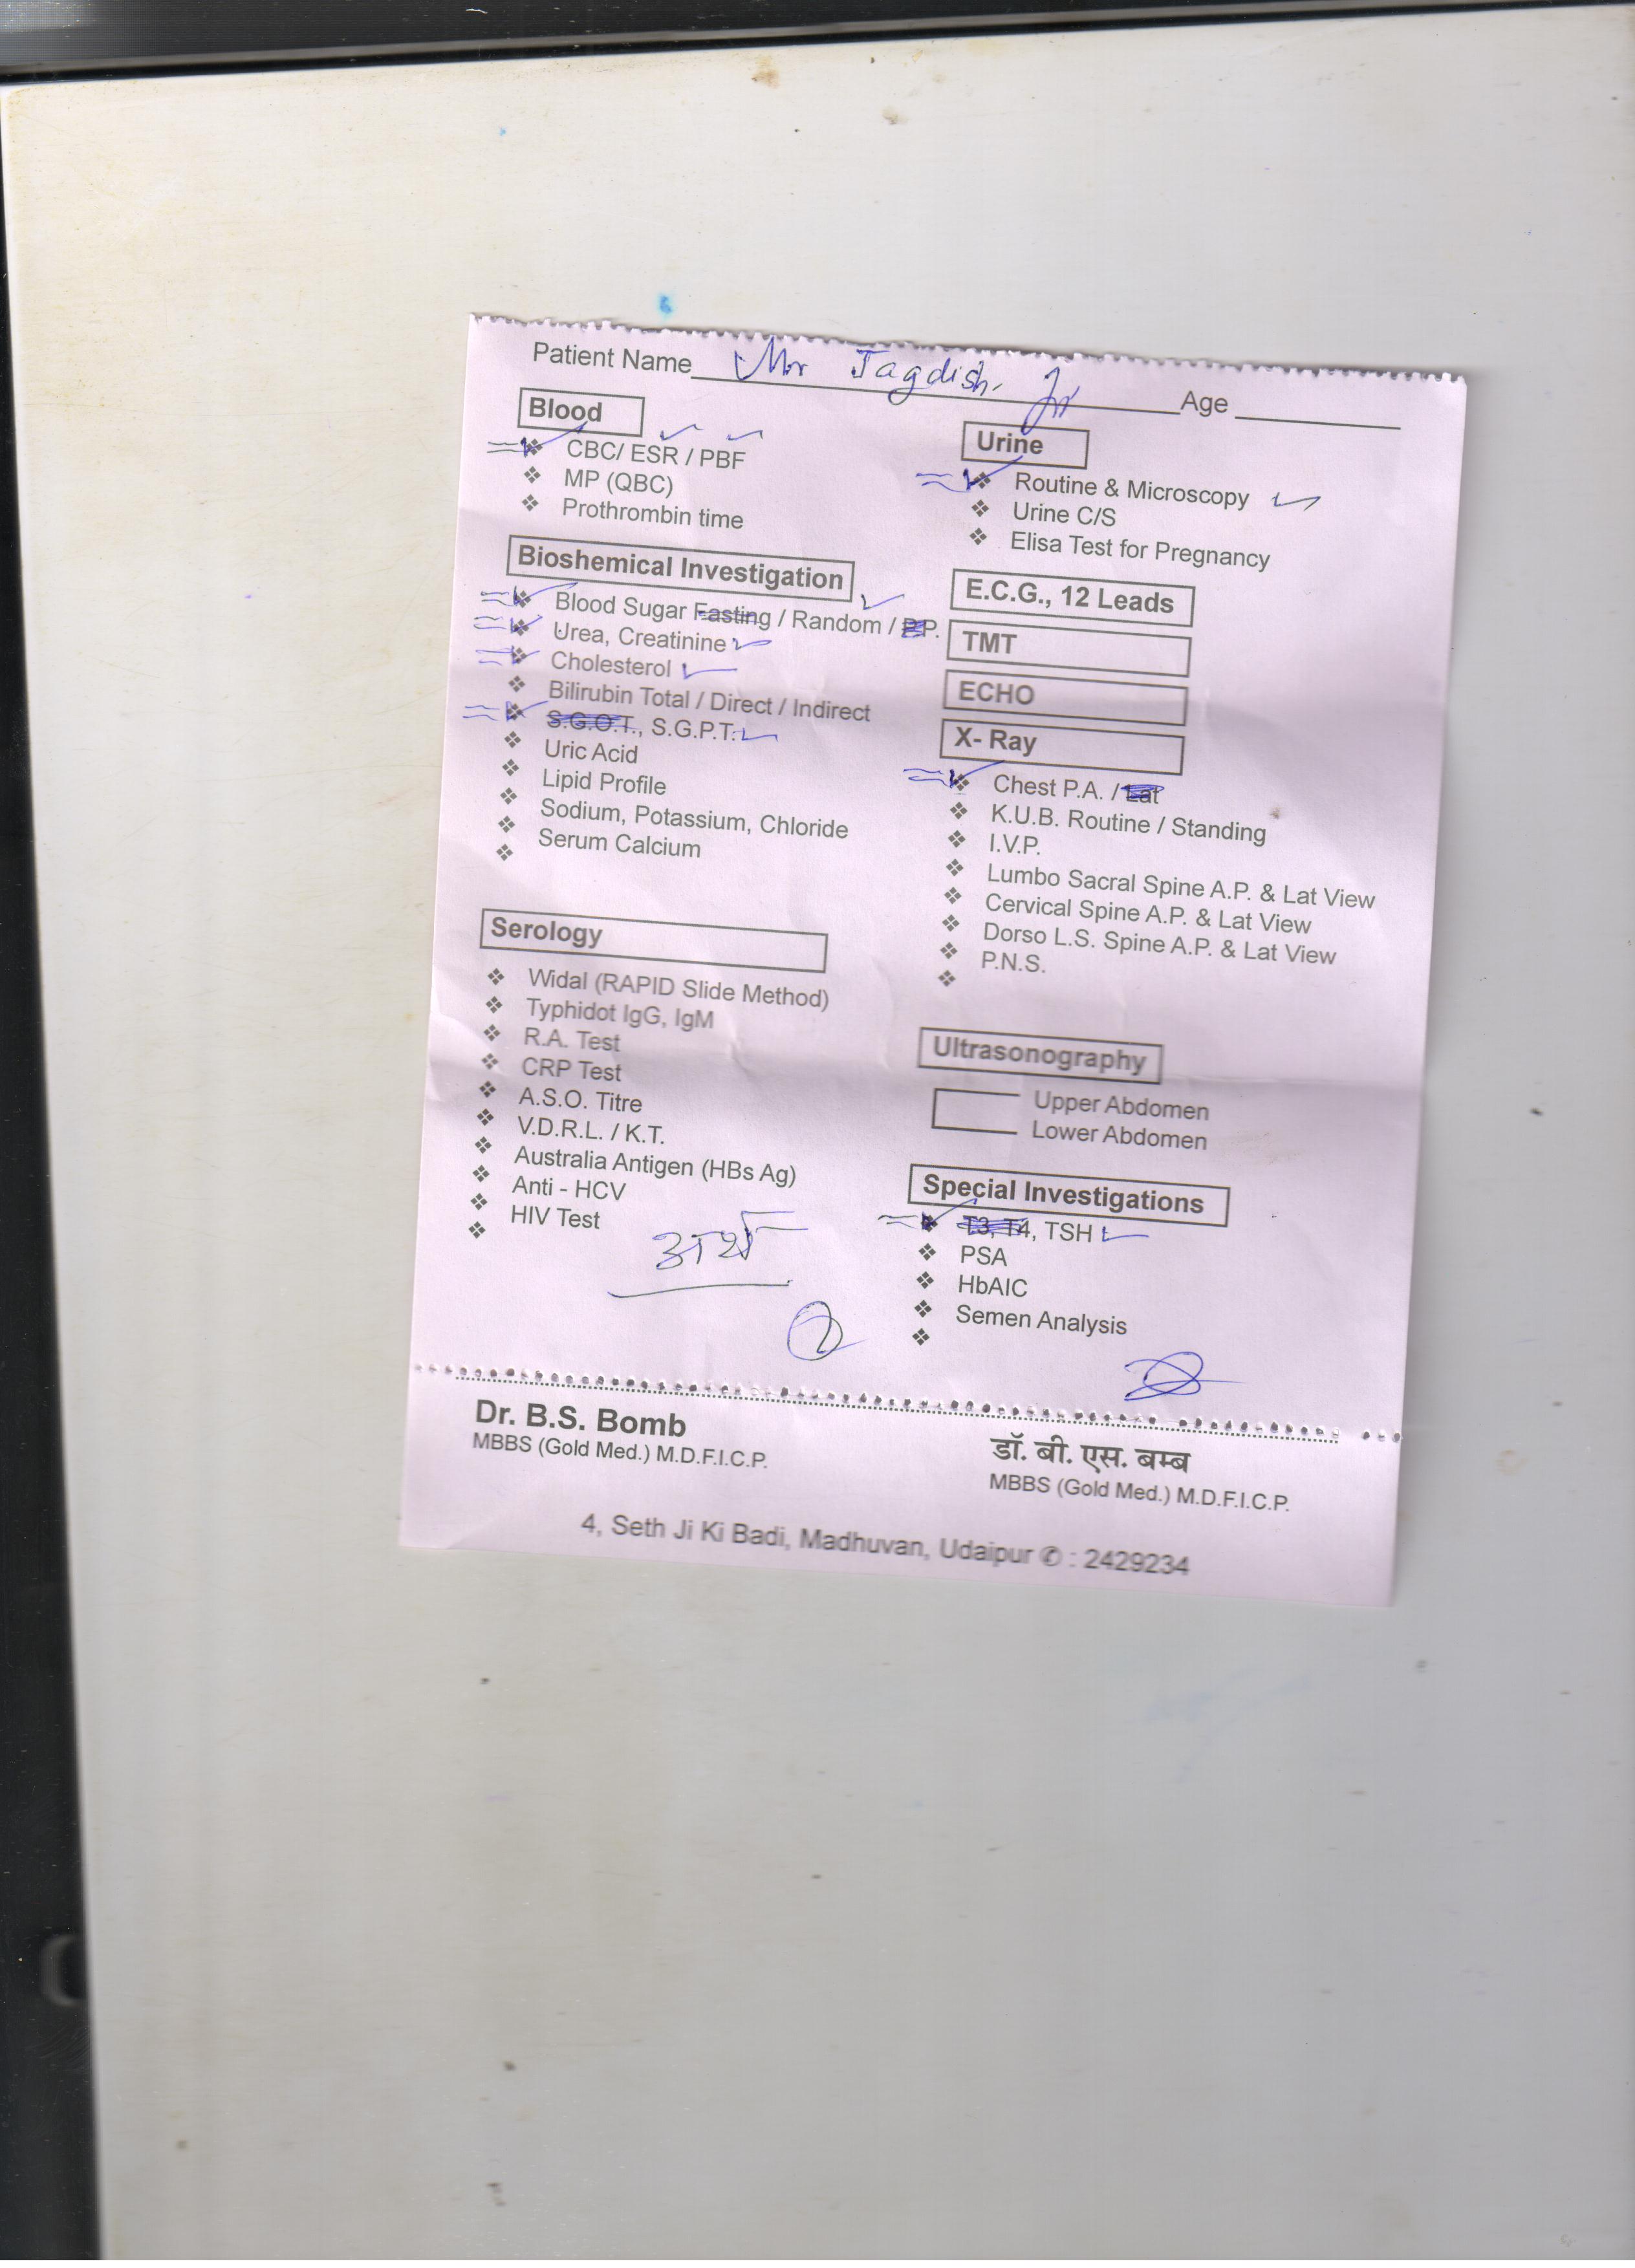 Patient Name Mr Jagdish Jr Age
Blood
CBC/ ESR / PBF
MP (QBC)
Prothrombin time
Bioshemical Investigation
Blood Sugar Fasting / Random / P.P.
Urea, Creatinine
Cholesterol
Bilirubin Total / Direct / Indirect
S.G.O.T., S.G.P.T.
Uric Acid
Lipid Profile
Sodium, Potassium, Chloride
Serum Calcium
Serology
Widal (RAPID Slide Method)
Typhidot IgG, IgM
R.A. Test
CRP Test
A.S.O. Titre
V.D.R.L. / K.T.
Australia Antigen (HBs Ag)
Anti - HCV
HIV Test
अर्थ
Urine
Routine & Microscopy
Urine C/S
Elisa Test for Pregnancy
E.C.G., 12 Leads
TMT
ECHO
X- Ray
Chest P.A. / Lat
K.U.B. Routine / Standing
I.V.P.
Lumbo Sacral Spine A.P. & Lat View
Cervical Spine A.P. & Lat View
Dorso L.S. Spine A.P. & Lat View
P.N.S.
Ultrasonography
Upper Abdomen
Lower Abdomen
Special Investigations
T3, T4, TSH
PSA
HbAIC
Semen Analysis
Dr. B.S. Bomb
MBBS (Gold Med.) M.D.F.I.C.P.
डॉ. बी. एस. बम्ब
MBBS (Gold Med.) M.D.F.I.C.P.
4, Seth Ji Ki Badi, Madhuvan, Udaipur ✆ : 2429234